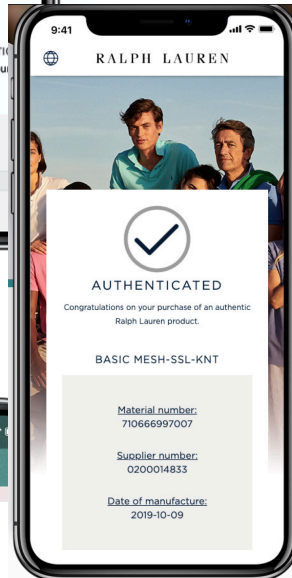 9:41
RALPH LAUREN
AUTHENTICATED
Congratulations on your purchase of an authentic
Ralph Lauren product.
BASIC MESH-SSL-KNT
Material number:
710666997007
Supplier number:
0200014833
Date of manufacture:
2019-10-09